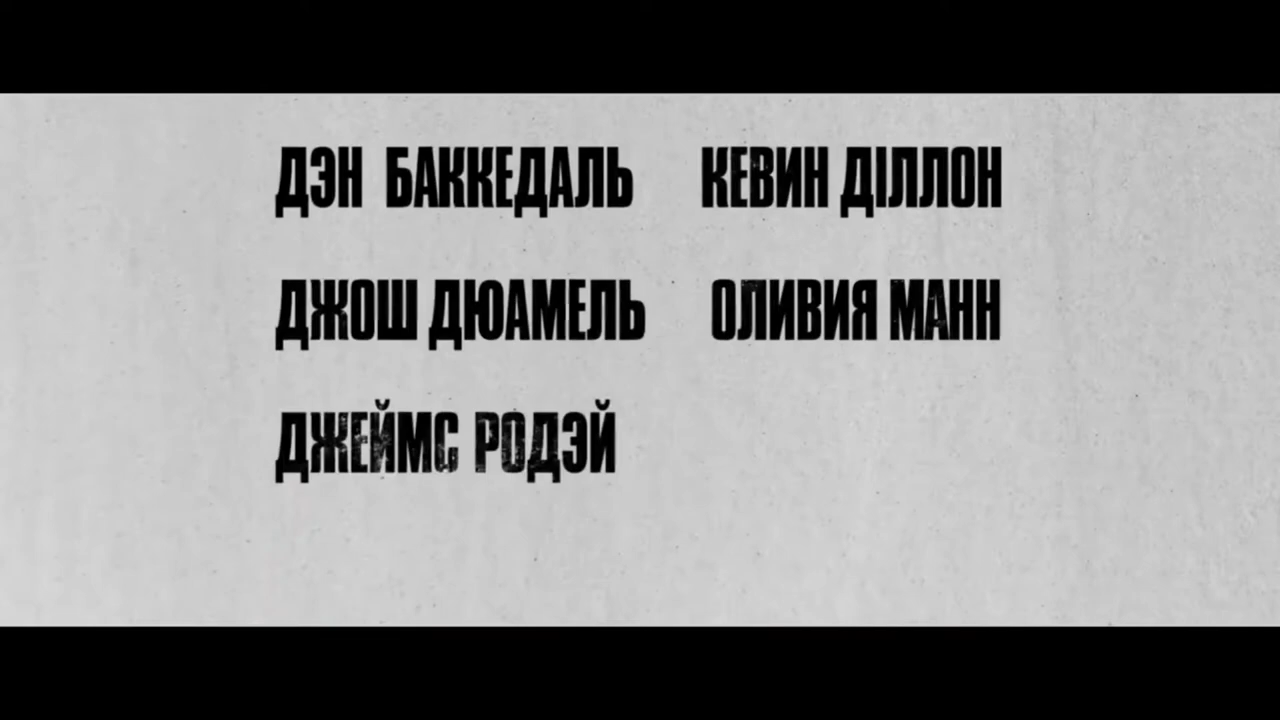 ДЭН БАККЕДАЛЬ КЕВИН ДІЛЛОН
ДЖОШ ДЮАМЕЛЬ ОЛИВИЯ МАНН
ДЖЕЙМС РОДЭЙ